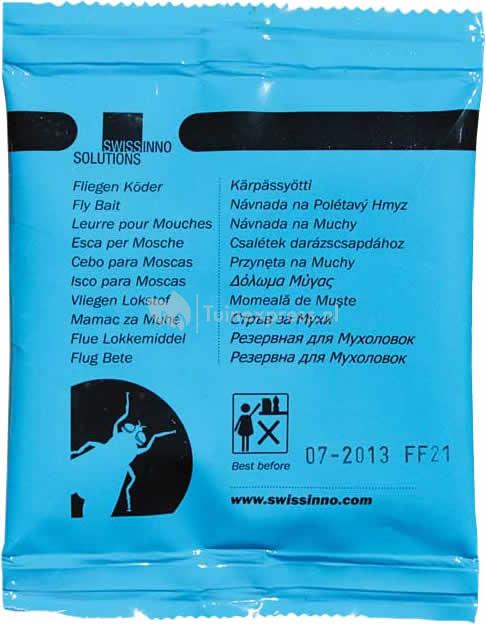 SWISSINNO
SOLUTIONS
Fliegen Köder
Fly Bait
Leurre pour Mouches
Esca per Mosche
Cebo para Moscas
Isco para Moscas
Vliegen Lokstof
Mamac za Muhe
Flue Lokkemiddel
Flug Bete
Kärpässyötti
Návnada na Polétavý Hmyz
Návnada na Muchy
Csalétek darázscsapdához
Przynęta na Muchy
Δόλωμα Μύγας
Momeală de Muşte
Стръв за Мухи
Резервная для Мухоловок
Резервна для Мухоловок
Tuinexpress.pl
Best before
07-2013 FF21
www.swissinno.com